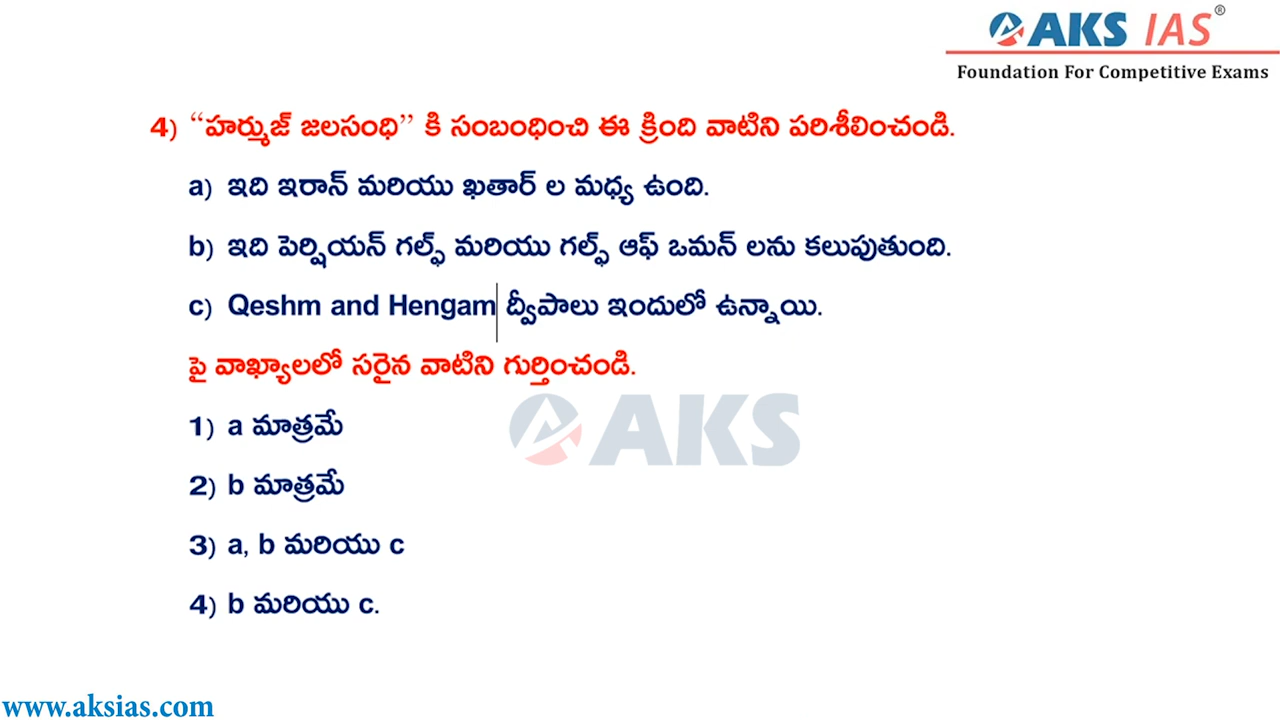 AKS IAS®
Foundation For Competitive Exams
4) “హర్ముజ్ జలసంధి” కి సంబంధించి ఈ క్రింది వాటిని పరిశీలించండి.
a) ఇది ఇరాన్ మరియు ఖతార్ ల మధ్య ఉంది.
b) ఇది పెర్షియన్ గల్ఫ్ మరియు గల్ఫ్ ఆఫ్ ఒమన్ లను కలుపుతుంది.
c) Qeshm and Hengam ద్వీపాలు ఇందులో ఉన్నాయి.
పై వాఖ్యాలలో సరైన వాటిని గుర్తించండి.
1) a మాత్రమే
AKS
2) b మాత్రమే
3) a, b మరియు c
4) b మరియు c.
www.aksias.com